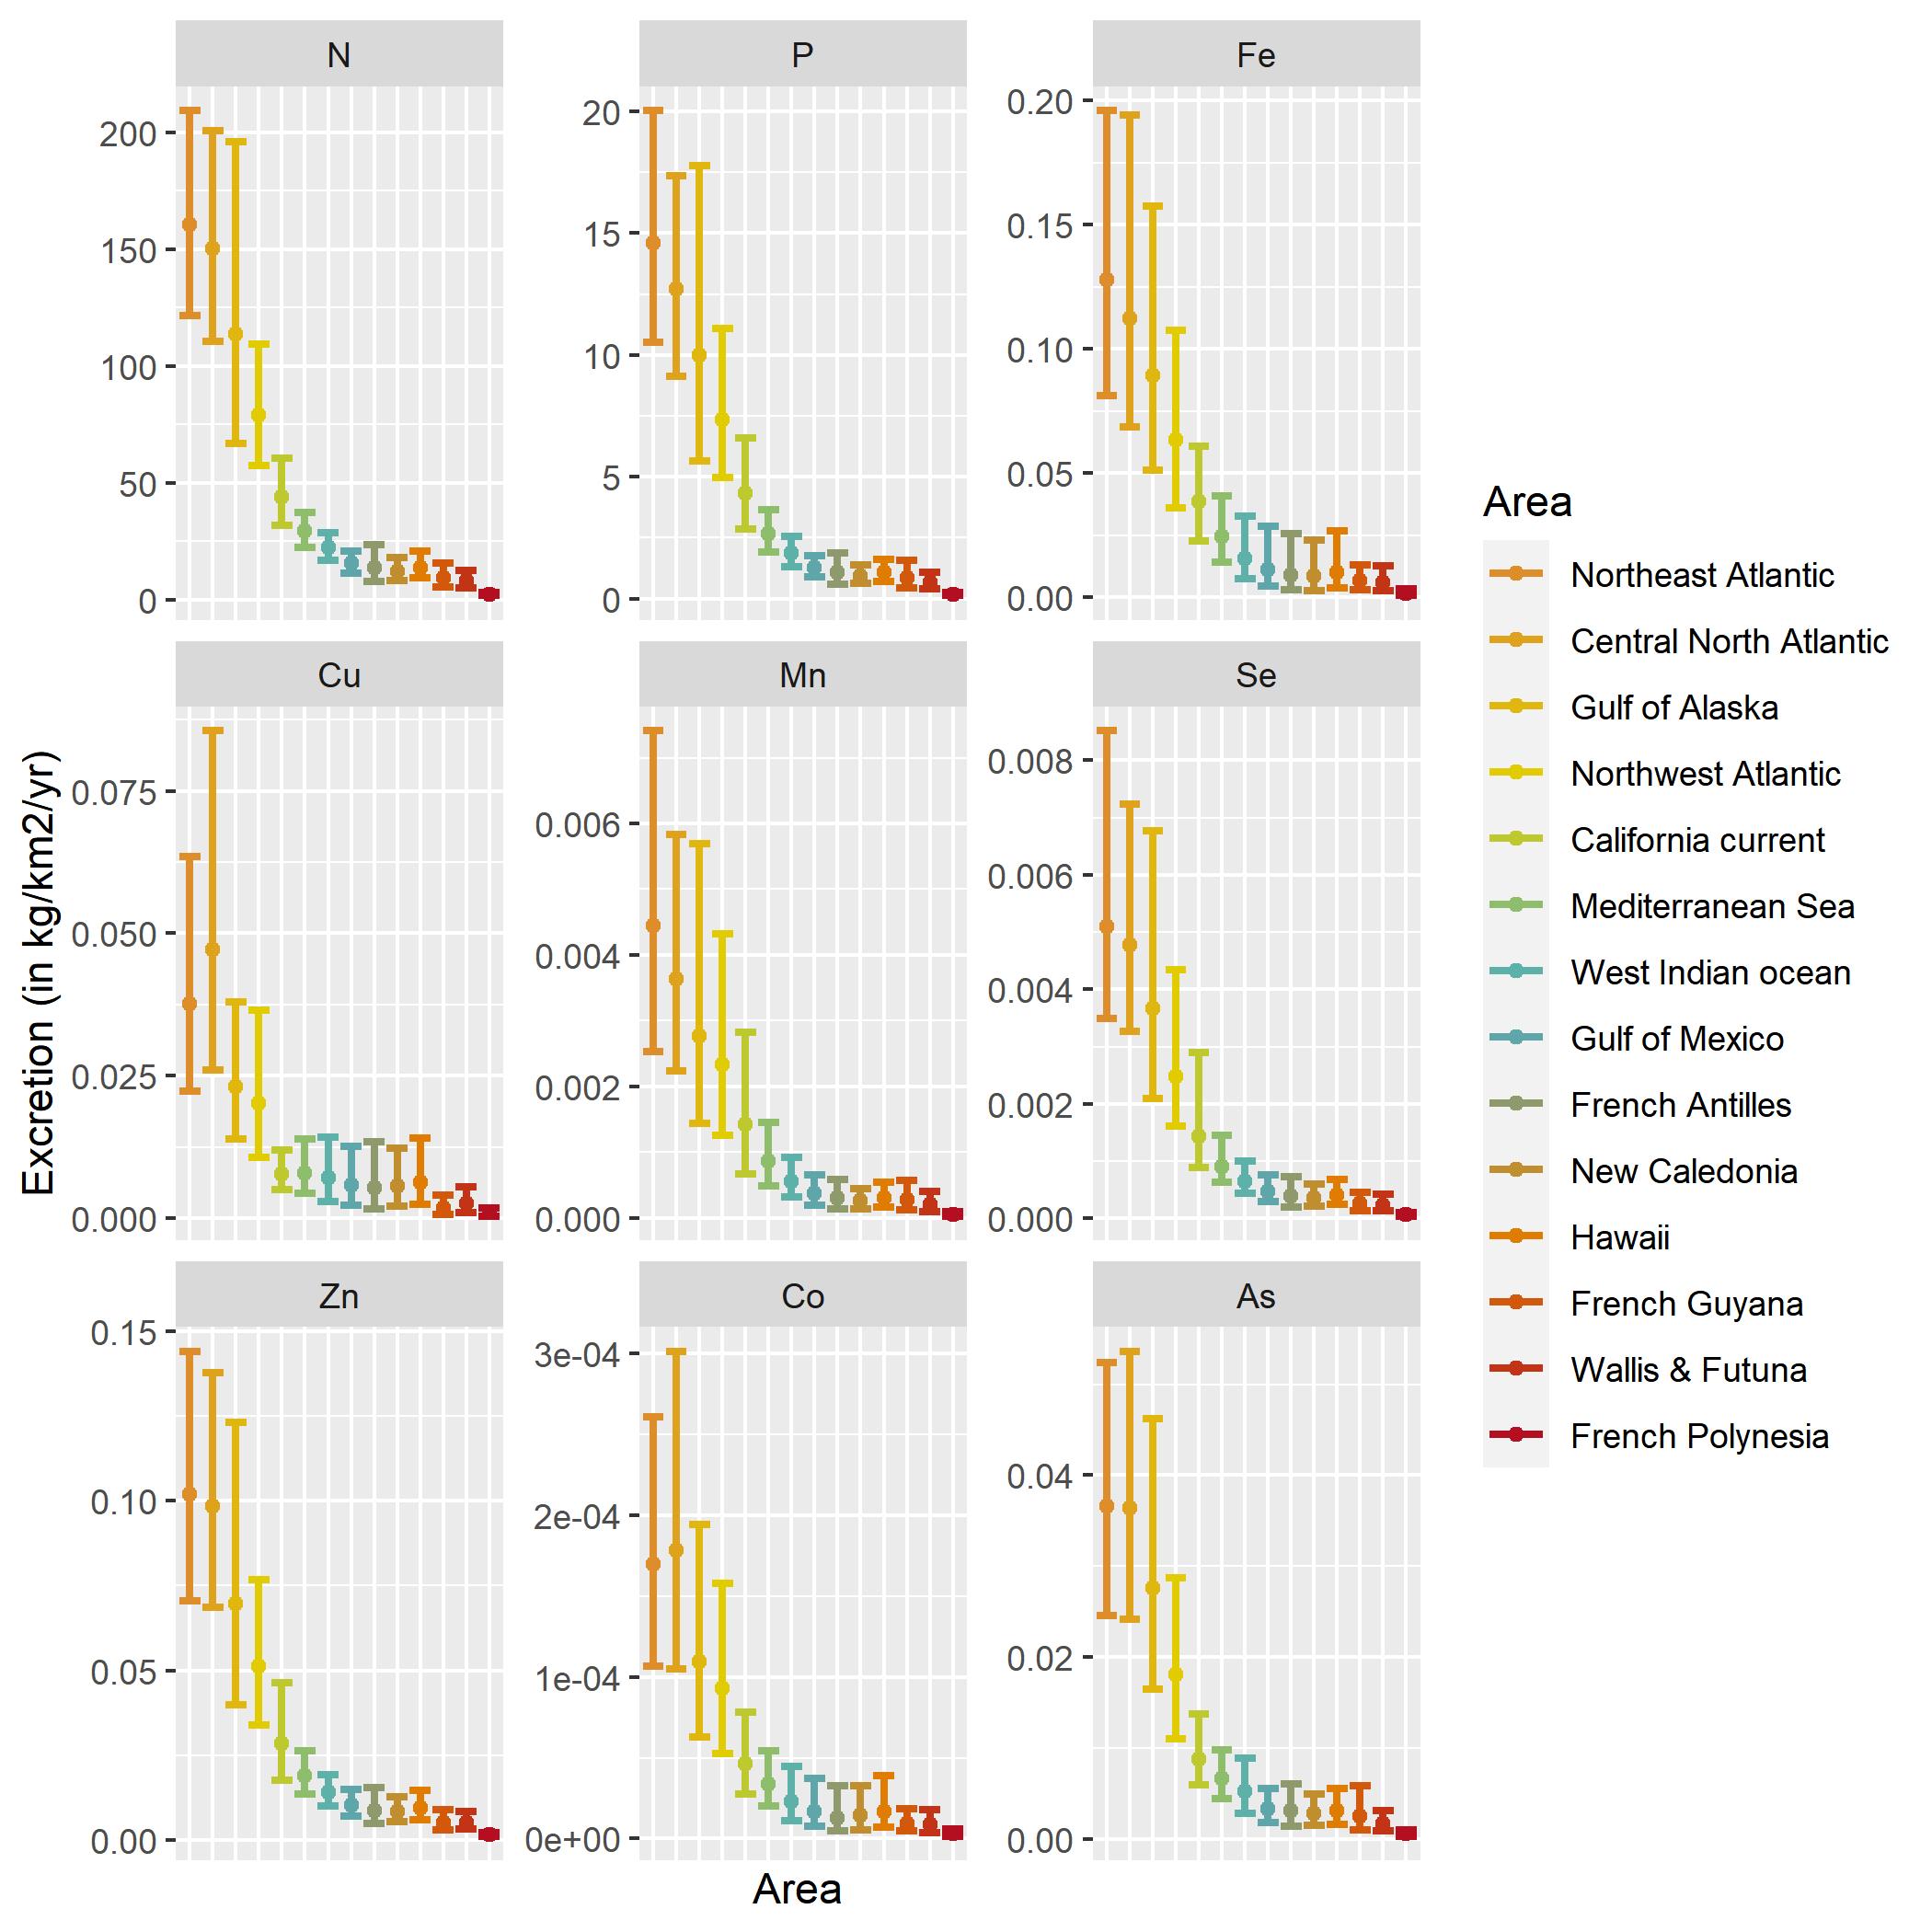 N
P
Fe
200
150
100
50
0
20
15
10
5
0
0.20
0.15
0.10
0.05
0.00
Cu
Mn
Se
0.075
0.050
0.025
0.000
0.006
0.004
0.002
0.000
0.008
0.006
0.004
0.002
0.000
Zn
Co
As
0.15
0.10
0.05
0.00
3e-04
2e-04
1e-04
0e+00
0.04
0.02
0.00
Excretion (in kg/km2/yr)
Area
Area
Northeast Atlantic
Central North Atlantic
Gulf of Alaska
Northwest Atlantic
California current
Mediterranean Sea
West Indian ocean
Gulf of Mexico
French Antilles
New Caledonia
Hawaii
French Guyana
Wallis & Futuna
French Polynesia